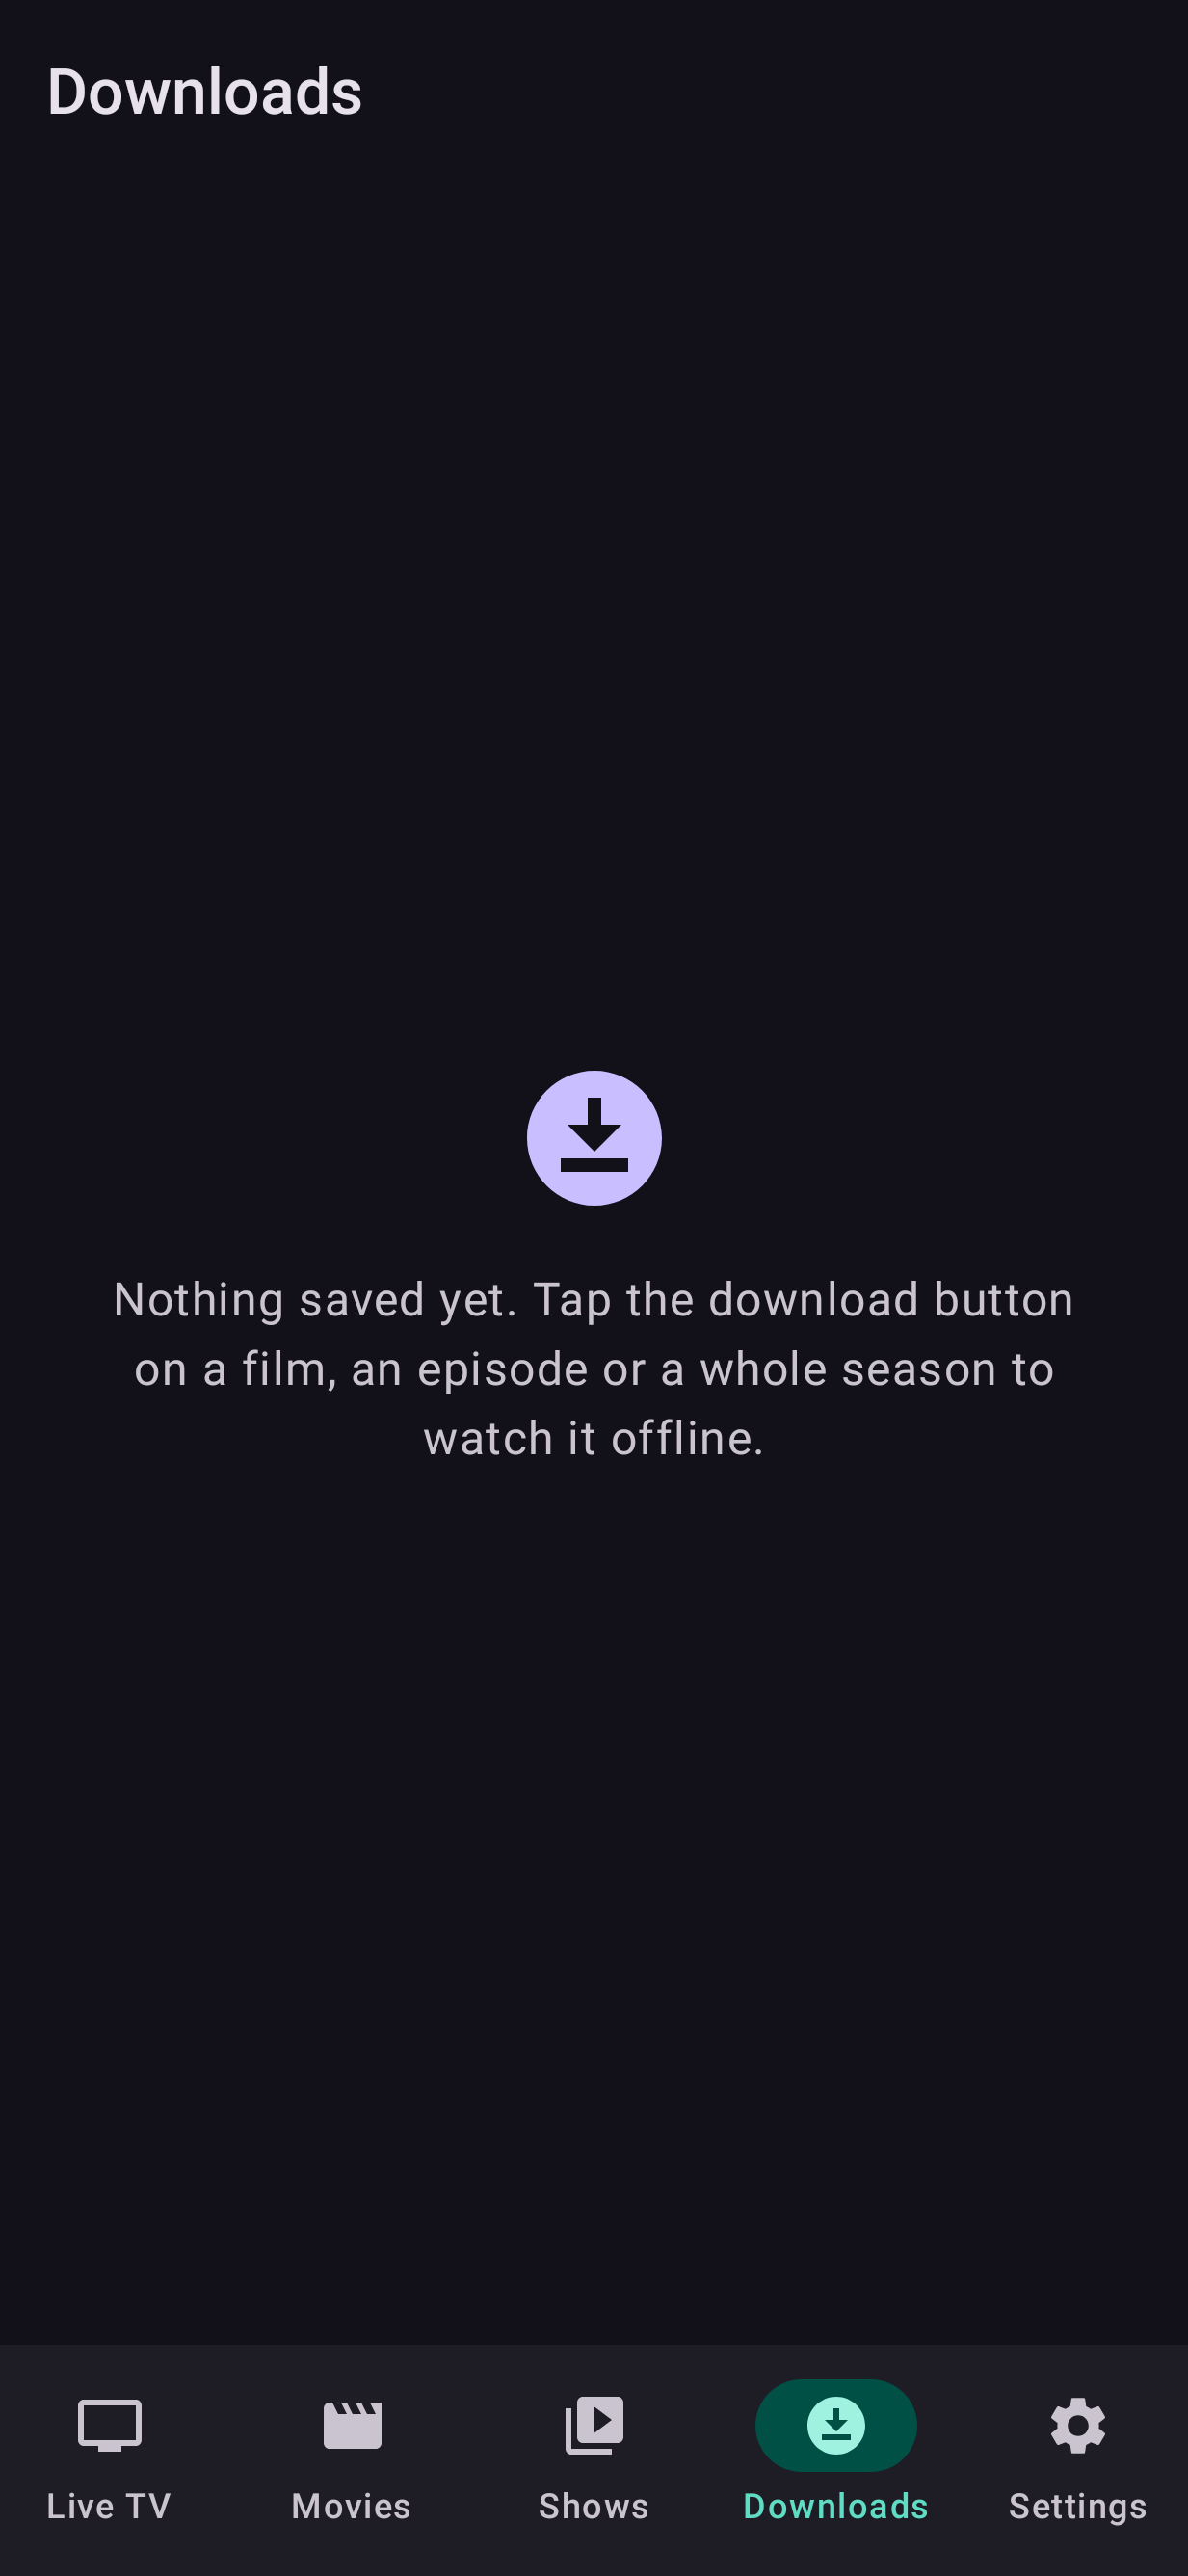 Downloads
Nothing saved yet. Tap the download button
on a film, an episode or a whole season to
watch it offline.
Live TV
Movies
Shows
Downloads
Settings